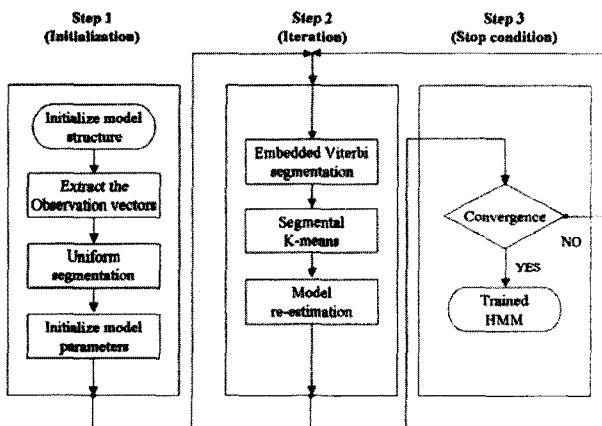 Step 1
(Initialization)
Initialize model
structure
Extract the
Observation vectors
Uniform
segmentation
Initialize model
parameters
Step 2
(Iteration)
Embedded Viterbi
segmentation
Segmental
K-means
Model
re-estimation
Step 3
(Stop condition)
Convergence
NO
YES
Trained
HMM